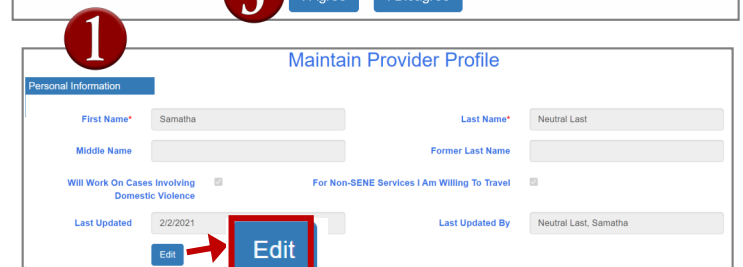 3
1
Maintain Provider Profile
Personal Information
First Name* Samatha Last Name* Neutral Last
Middle Name Former Last Name
Will Work On Cases Involving Domestic Violence For Non-SENE Services I Am Willing To Travel
Last Updated 2/2/2021 Last Updated By Neutral Last, Samatha
Edit Edit